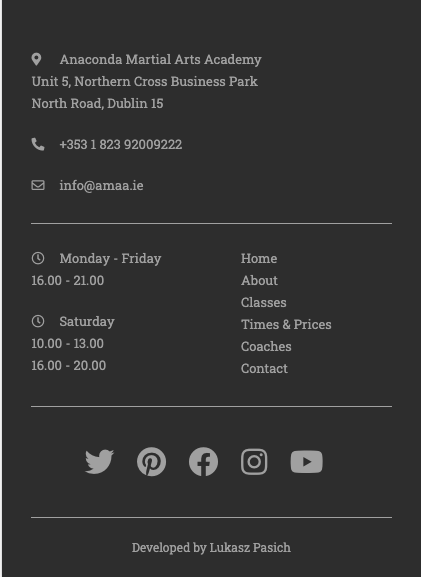 Anaconda Martial Arts Academy
Unit 5, Northern Cross Business Park
North Road, Dublin 15
+353 1 823 92009222
info@amaa.ie
Monday - Friday
16.00 - 21.00
Saturday
10.00 - 13.00
16.00 - 20.00
Home
About
Classes
Times & Prices
Coaches
Contact
Developed by Lukasz Pasich